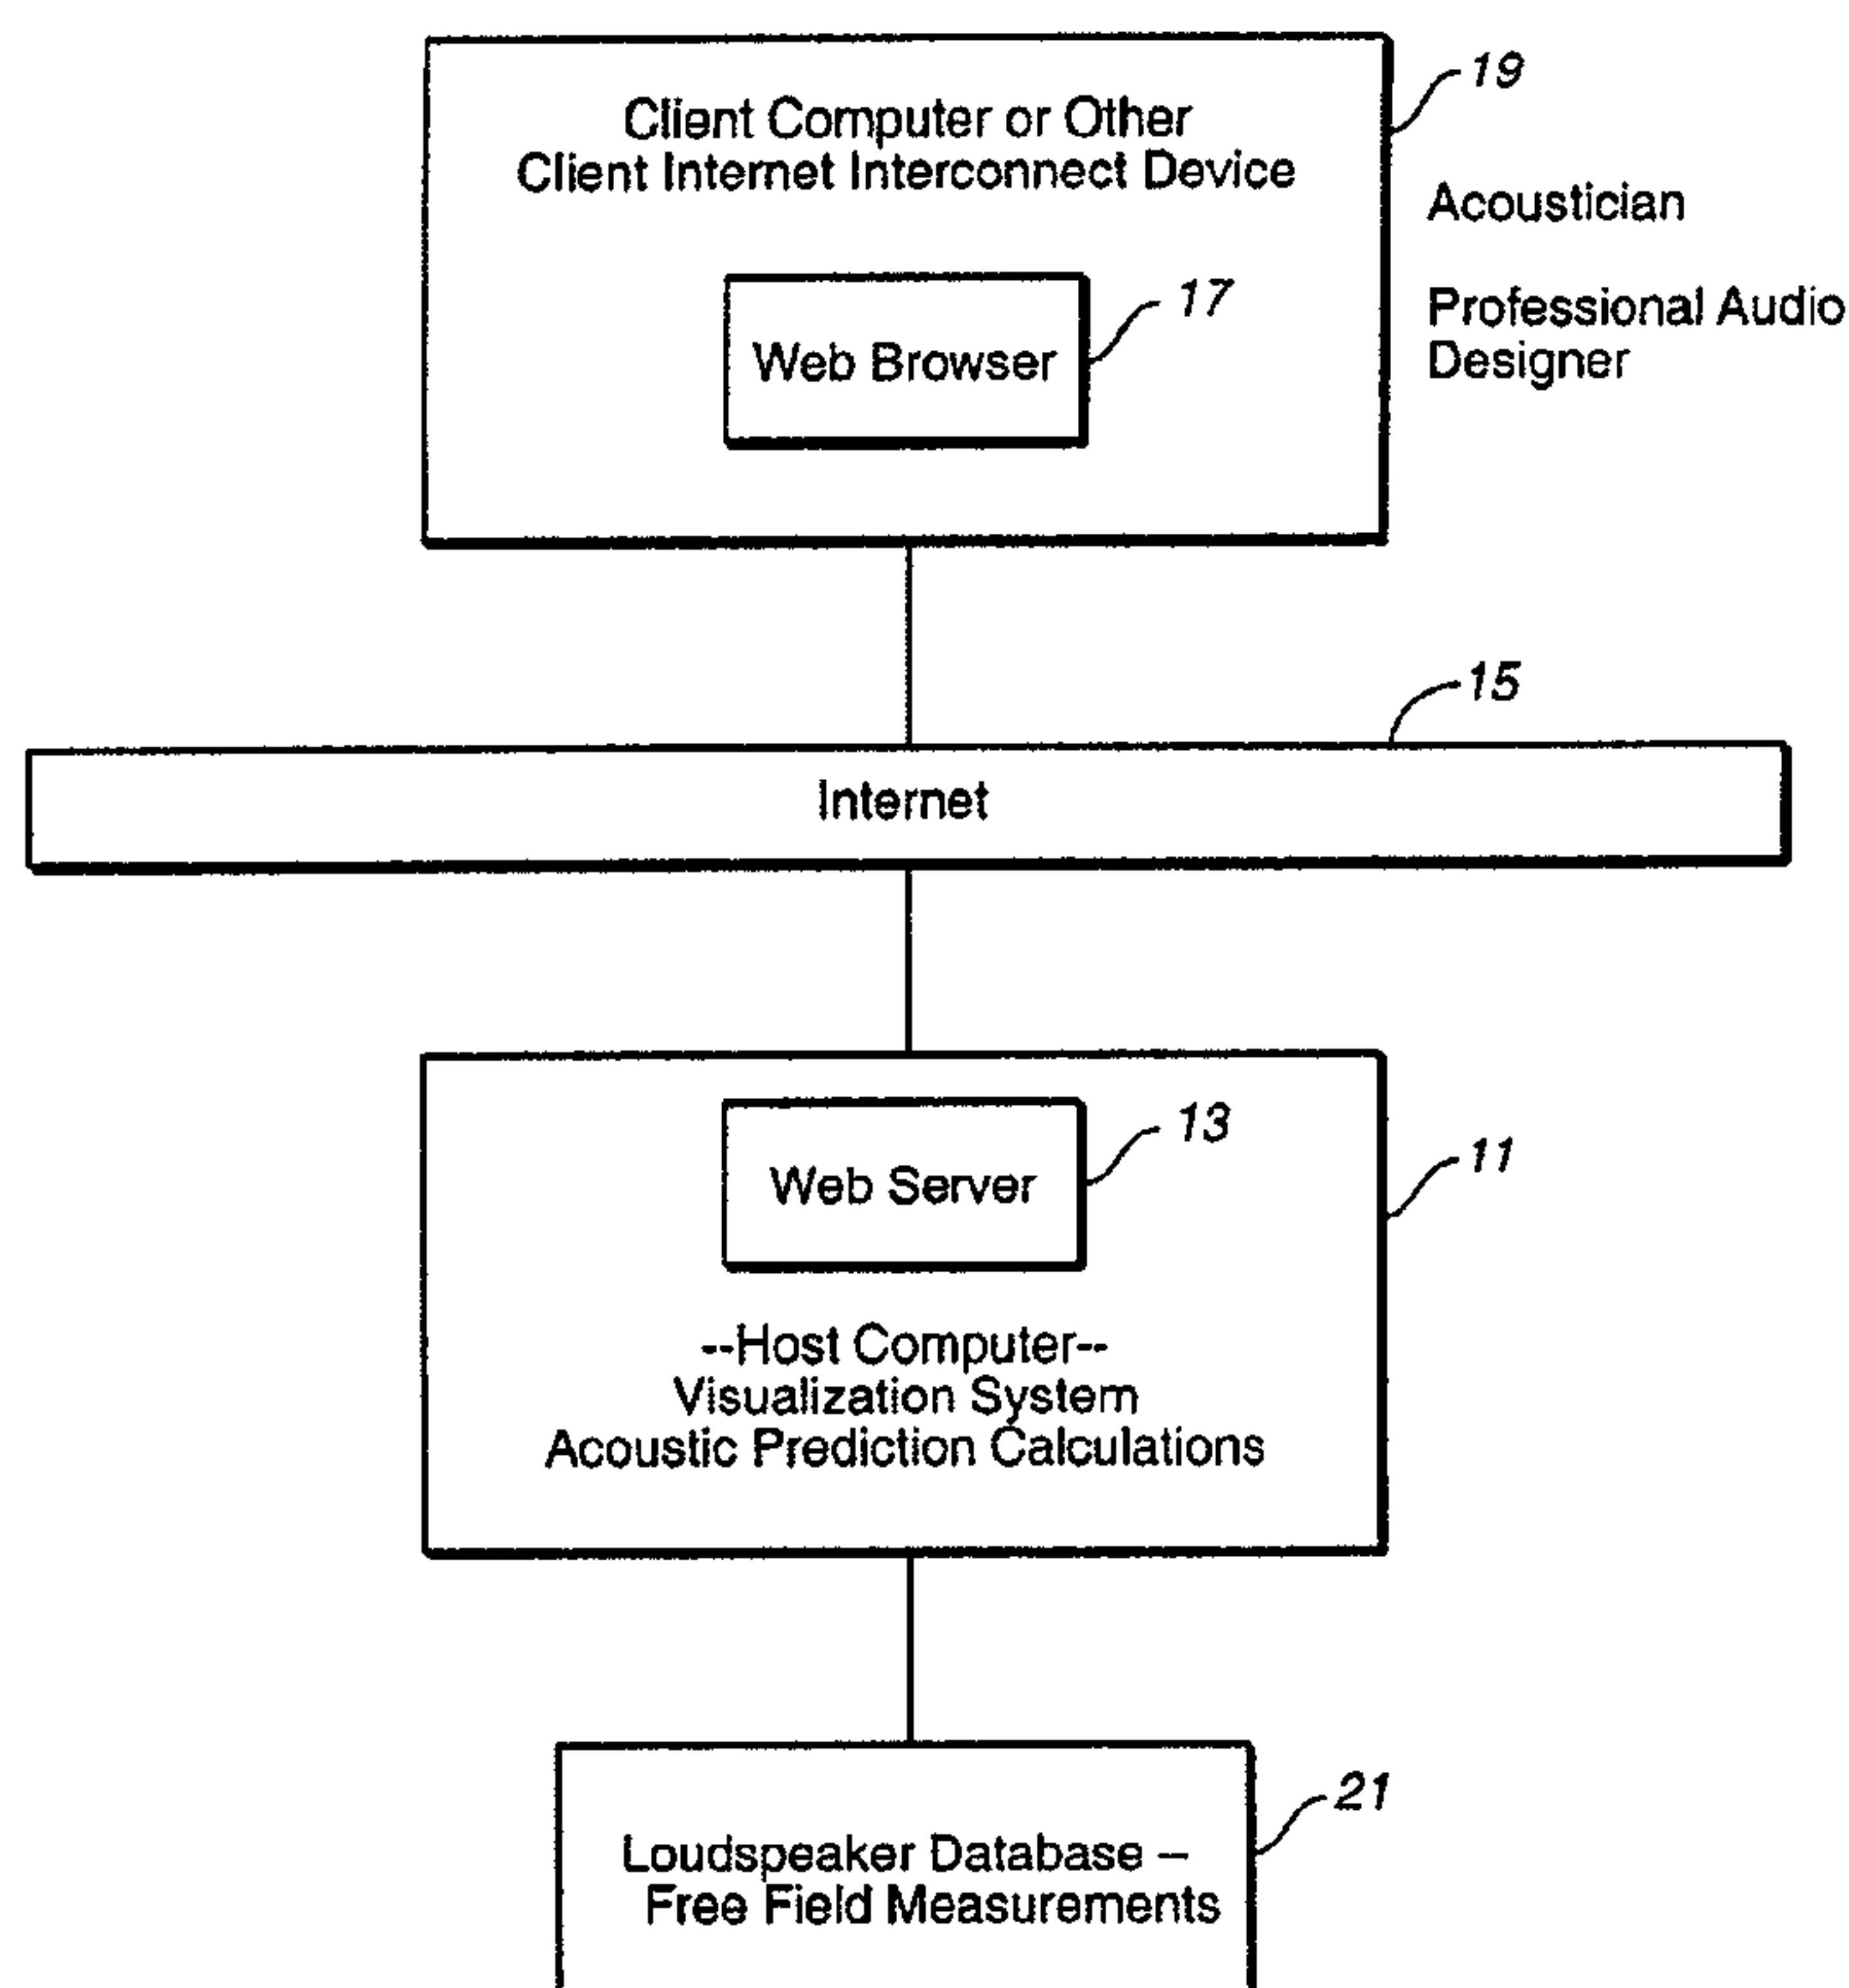 19
Client Computer or Other
Client Internet Interconnect Device
Acoustician
17
Professional Audio
Designer
Web Browser
15
Internet
13
11
Web Server
--Host Computer--
Visualization System
Acoustic Prediction Calculations
21
Loudspeaker Database –
Free Field Measurements